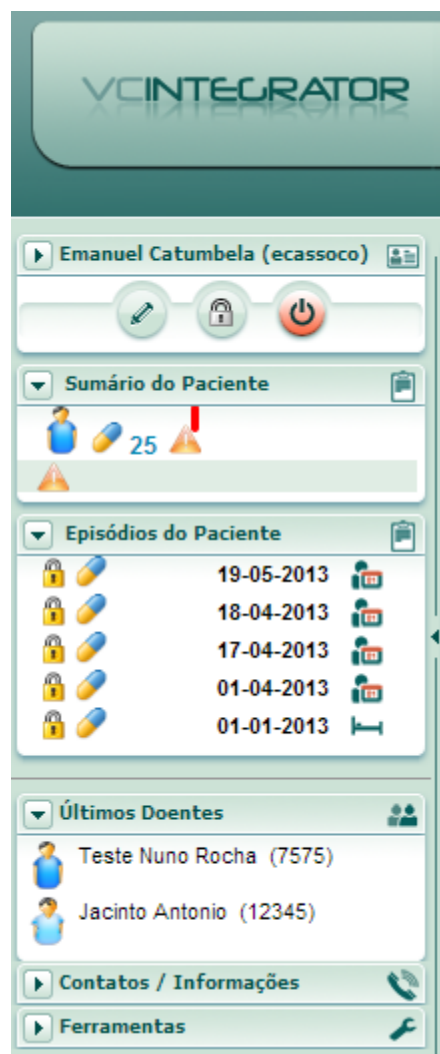 VCINTEGRATOR
Emanuel Catumbela (ecassoco)
Sumário do Paciente
25
Episódios do Paciente
19-05-2013
18-04-2013
17-04-2013
01-04-2013
01-01-2013
Últimos Doentes
Teste Nuno Rocha (7575)
Jacinto Antonio (12345)
Contatos / Informações
Ferramentas